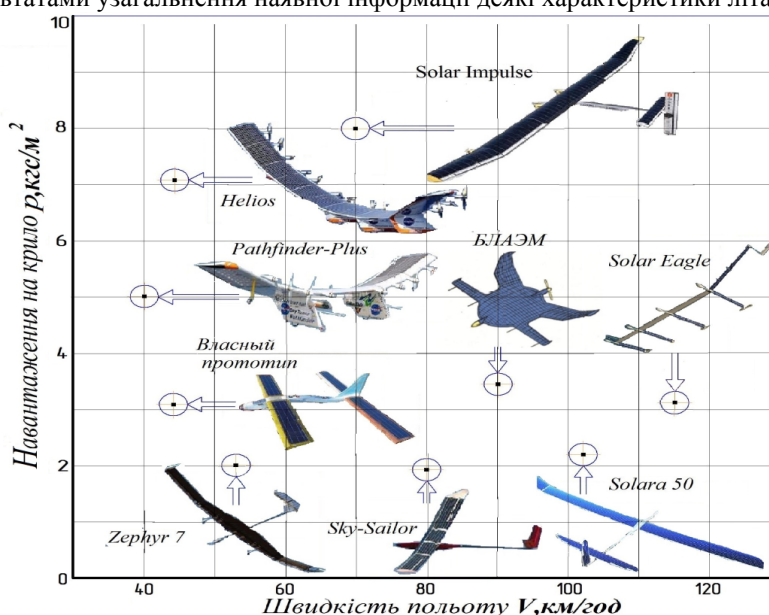 втатами узагальнення наявної інформації деякі характеристики літа
10
Solar Impulse
8
Helios
6
Pathfinder-Plus
БЛАЭМ
Solar Eagle
4
Власный
прототип
2
Solara 50
Sky-Sailor
Zephyr 7
0
40
60
80
100
120
Навантаження на крило p,кгс/м²
Швидкість польоту V,км/год